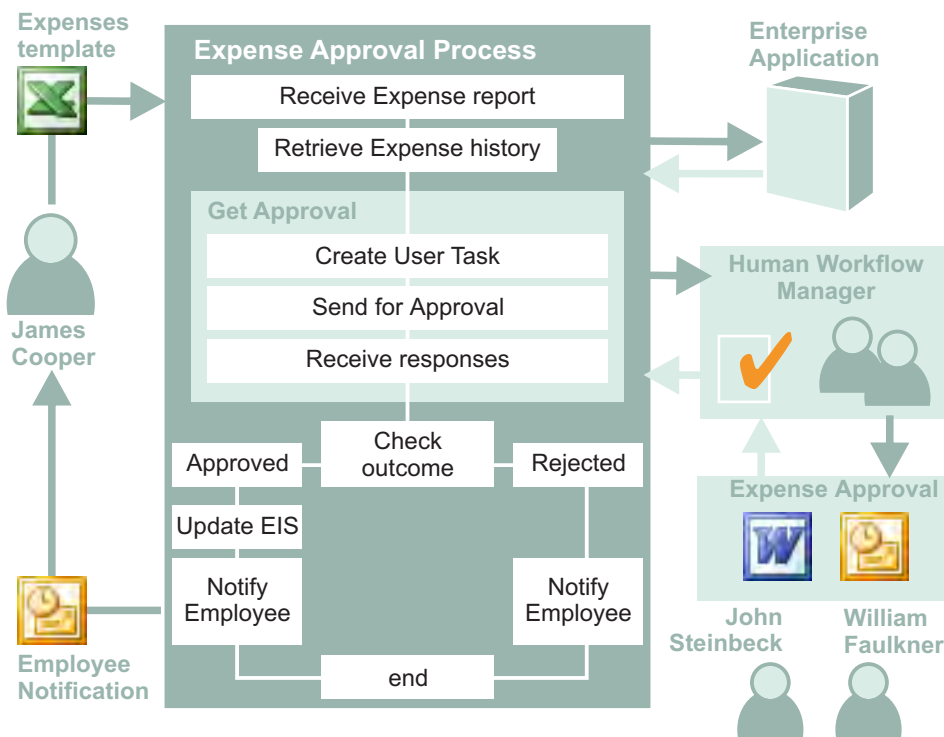 Expenses
template
Expense Approval Process
Receive Expense report
Retrieve Expense history
Get Approval
Create User Task
Send for Approval
Receive responses
Check
outcome
Approved
Rejected
Update EIS
Notify
Employee
Notify
Employee
end
Enterprise
Application
Human Workflow
Manager
Expense Approval
W
John
Steinbeck
William
Faulkner
James
Cooper
Employee
Notification